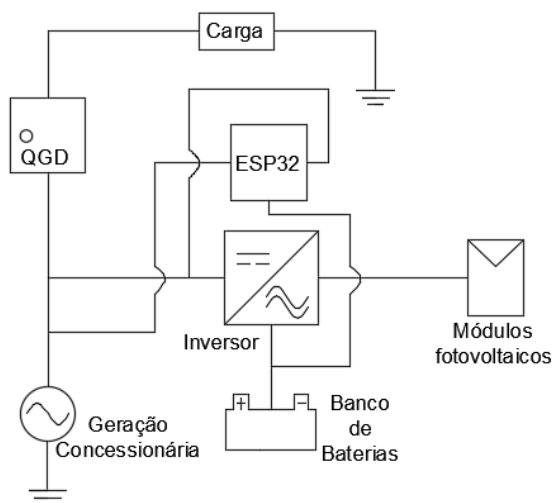 Carga
QGD
ESP32
Inversor
Módulos
fotovoltaicos
Geração
Concessionária
+
−
Banco
de
Baterias